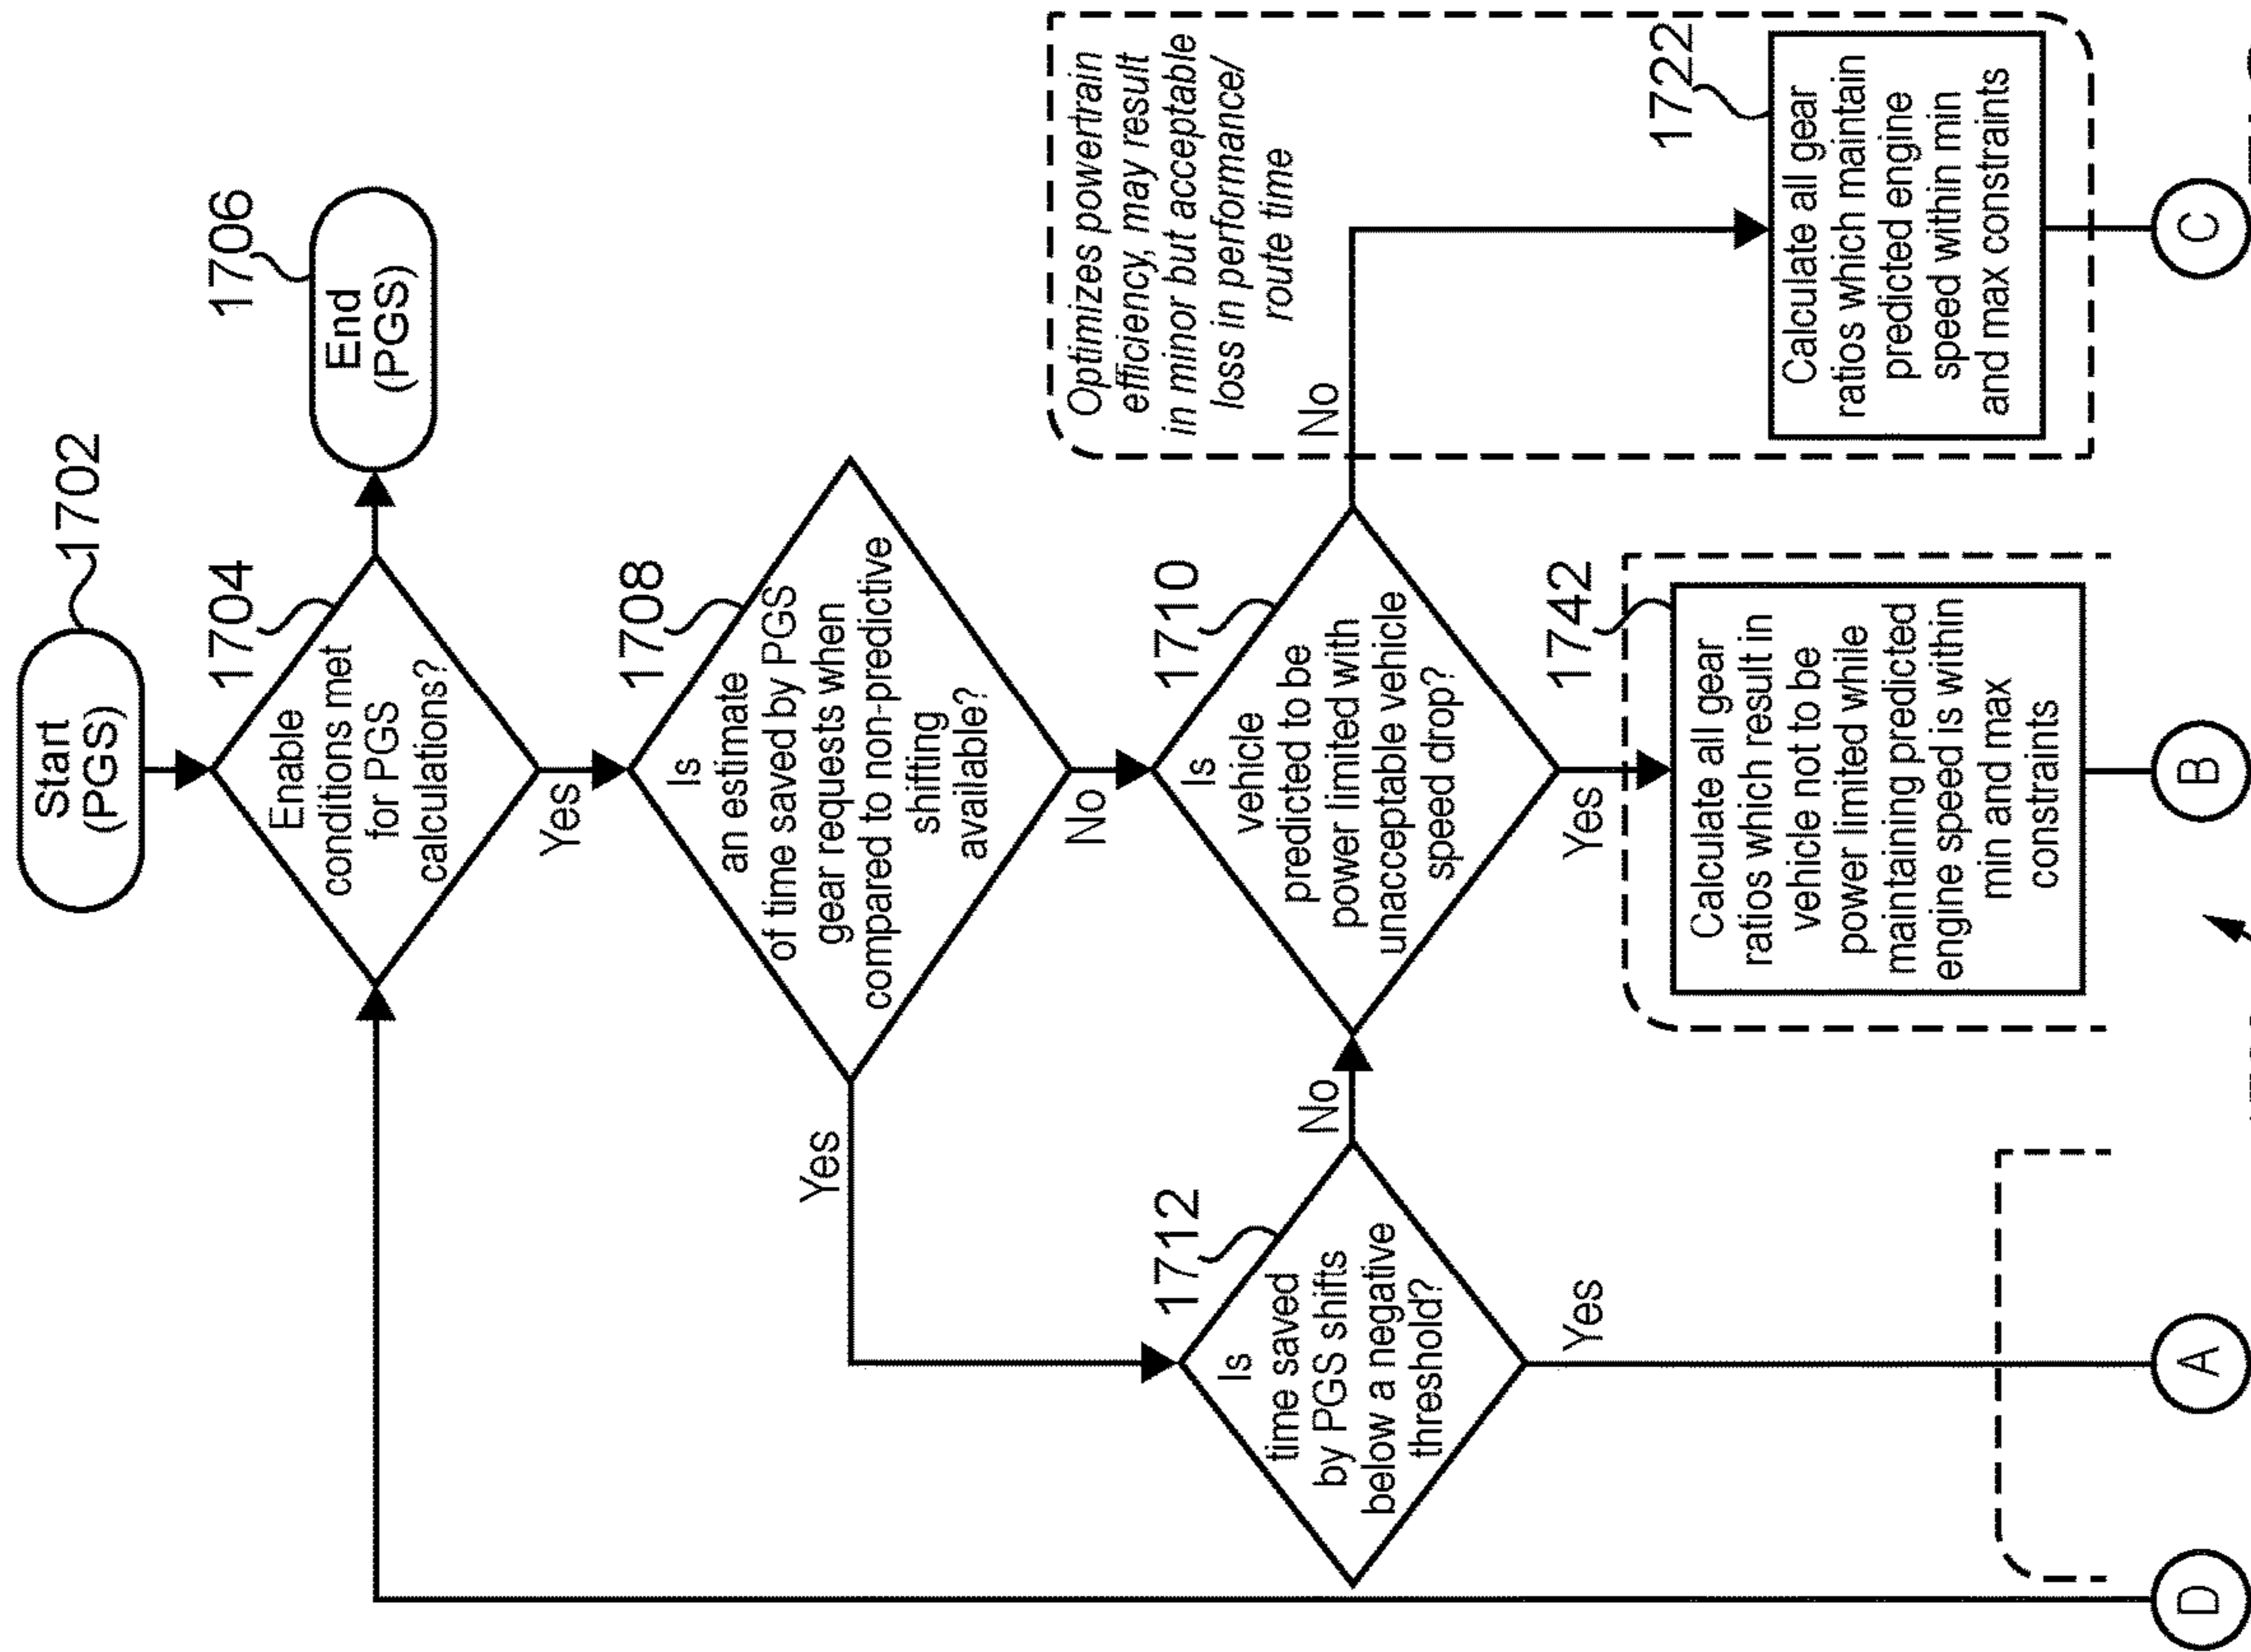 Start
(PGS)
1702
Enable
conditions met
for PGS
calculations?
1704
End
(PGS)
1706
Yes
Is
an estimate
of time saved by PGS
gear requests when
compared to non-predictive
shifting
available?
1708
Yes
No
Is
time saved
by PGS shifts
below a negative
threshold?
1712
No
Yes
Is
vehicle
predicted to be
power limited with
unacceptable vehicle
speed drop?
1710
No
Yes
Optimizes powertrain
efficiency, may result
in minor but acceptable
loss in performance/
route time
Calculate all gear
ratios which maintain
predicted engine
speed within min
and max constraints
1722
Calculate all gear
ratios which result in
vehicle not to be
power limited while
maintaining predicted
engine speed is within
min and max
constraints
1742
D
A
B
C